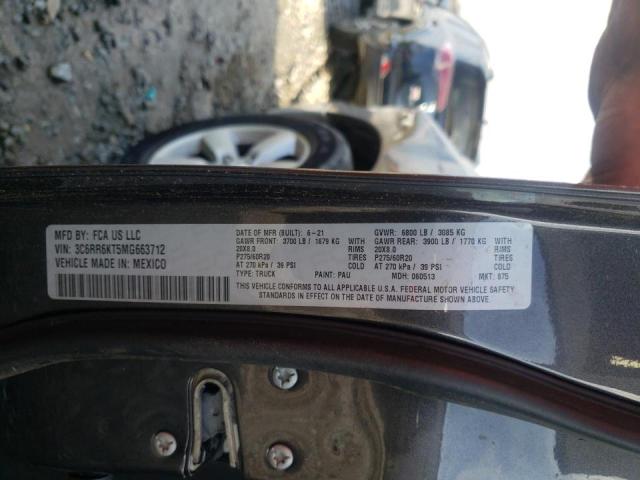 MFD BY: FCA US LLC
VIN: 3C6RR6KT5MG663712
VEHICLE MADE IN: MEXICO
DATE OF MFR (BUILT): 6-21
GAWR FRONT: 3700 LB / 1679 KG
20X8.0
P275/60R20
AT 270 kPa / 39 PSI
TYPE: TRUCK PAINT: PAU
RIMS
TIRES
COLD
GVWR: 6800 LB / 3085 KG
GAWR REAR: 3900 LB / 1770 KG
20X8.0 RIMS
P275/60R20 TIRES
AT 270 kPa / 39 PSI COLD
MDH: 060513 MKT: 875
THIS VEHICLE CONFORMS TO ALL APPLICABLE U.S.A. FEDERAL MOTOR VEHICLE SAFETY
STANDARDS IN EFFECT ON THE DATE OF MANUFACTURE SHOWN ABOVE.